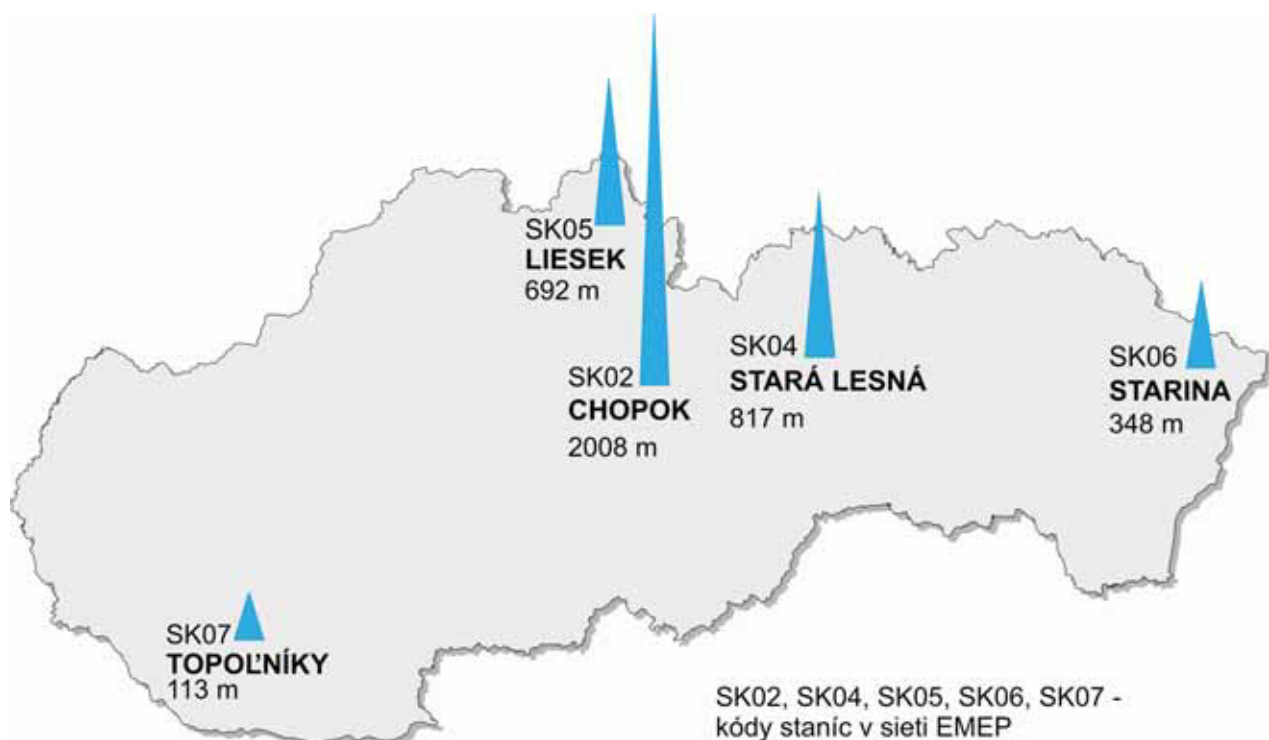 SK05
LIESEK
692 m
SK02
CHOPOK
2008 m
SK04
STARÁ LESNÁ
817 m
SK06
STARINA
348 m
SK07
TOPOĽNÍKY
113 m
SK02, SK04, SK05, SK06, SK07 -
kódy staníc v sieti EMEP